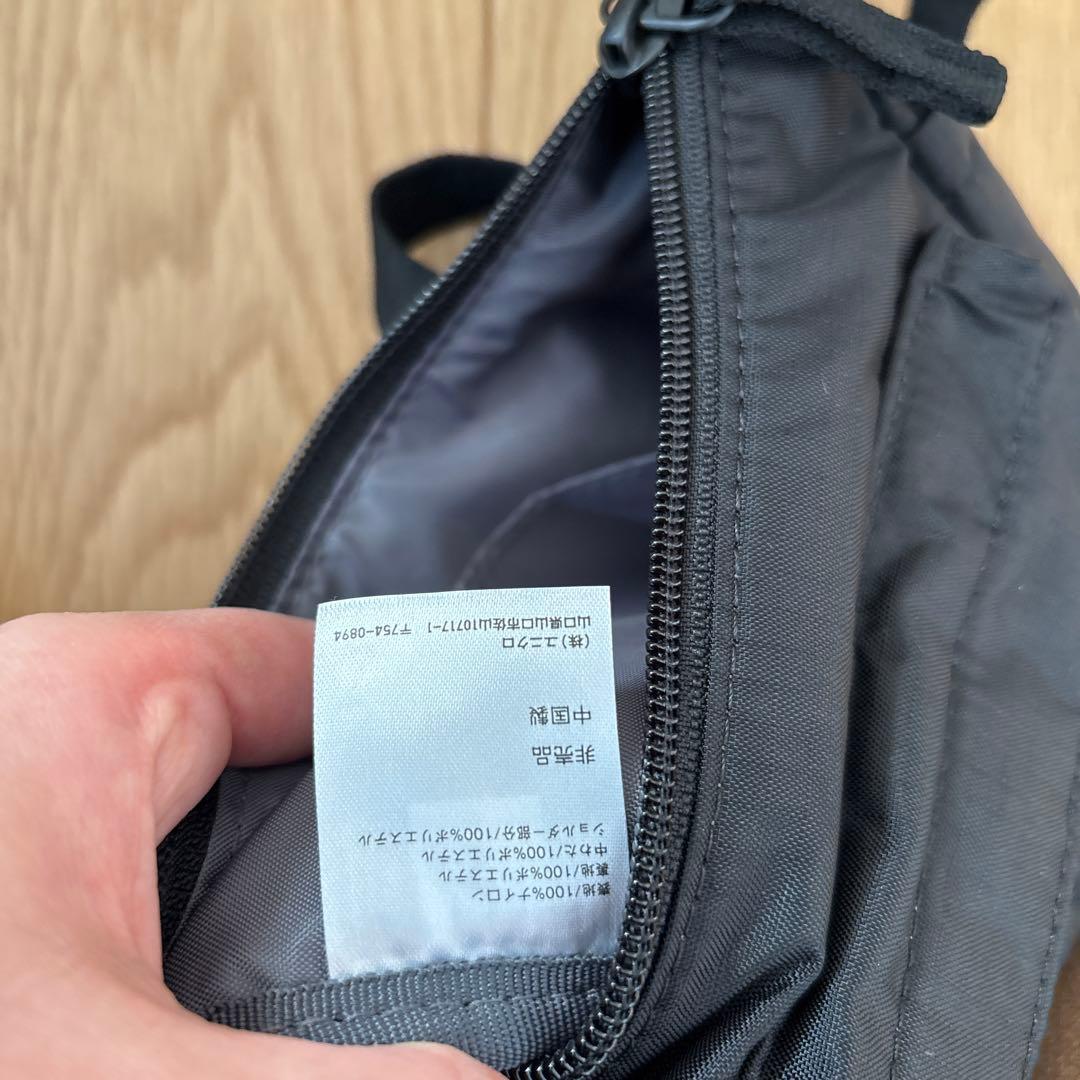 表地/100%ナイロン
裏地/100%ポリエステル
中わた/100%ポリエステル
ショルダー部分/100%ポリエステル
非売品
中国製
(株)ユニクロ
山口県山口市佐山10717-1 〒754-0894